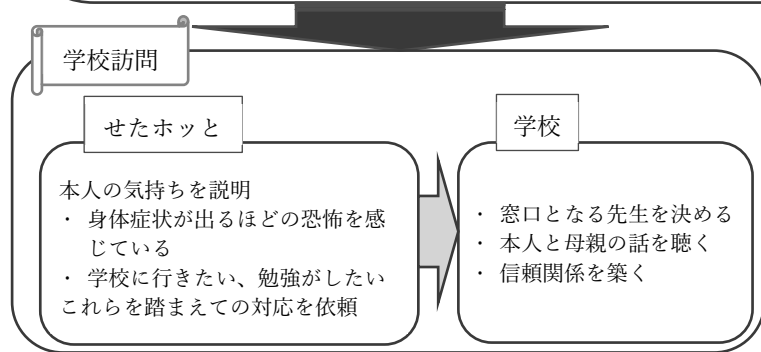 学校訪問
せたホッと
本人の気持ちを説明
・ 身体症状が出るほどの恐怖を感
じている
・ 学校に行きたい、勉強がしたい
これらを踏まえての対応を依頼
学校
・ 窓口となる先生を決める
・ 本人と母親の話を聴く
・ 信頼関係を築く